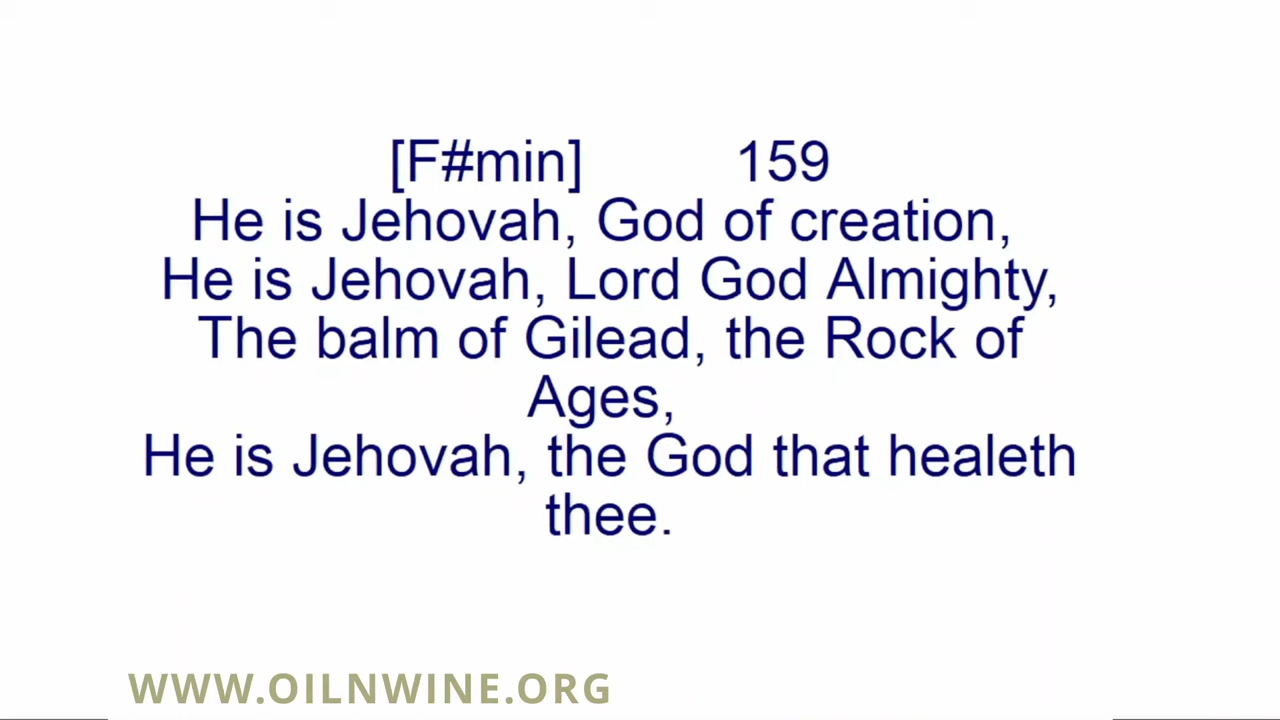 [F#min] 159
He is Jehovah, God of creation,
He is Jehovah, Lord God Almighty,
The balm of Gilead, the Rock of
Ages,
He is Jehovah, the God that healeth
thee.
WWW.OILNWINE.ORG